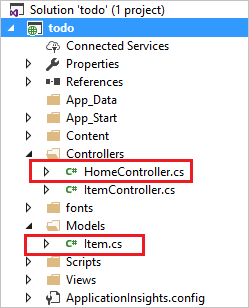 Solution 'todo' (1 project)
todo
Connected Services
Properties
References
App_Data
App_Start
Content
Controllers
C# HomeController.cs
C# ItemController.cs
fonts
Models
C# Item.cs
Scripts
Views
ApplicationInsights.config